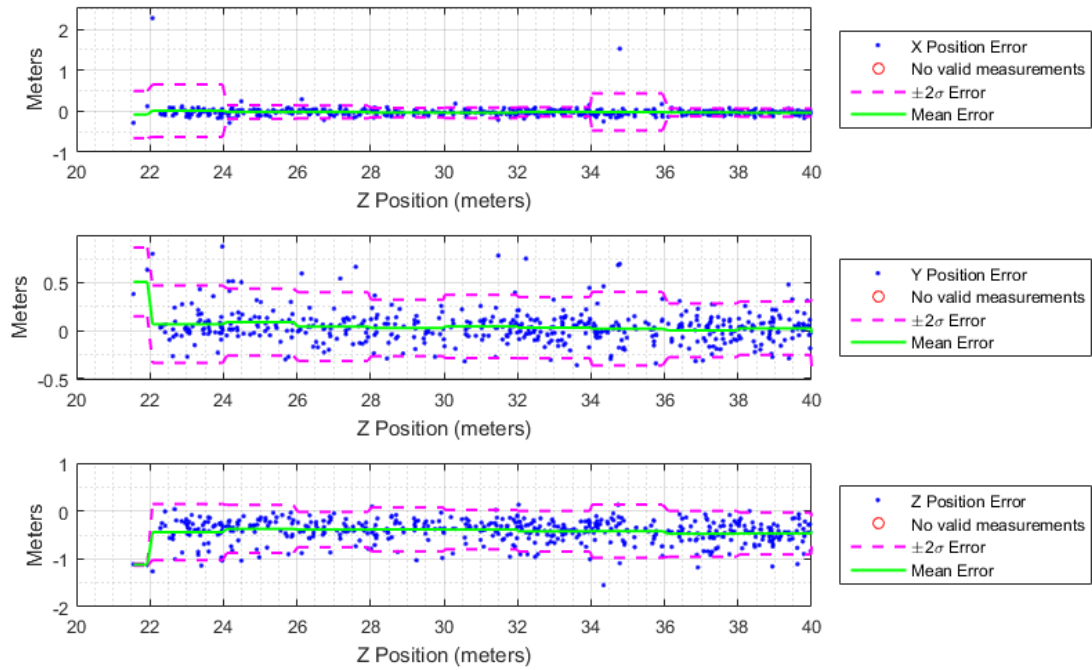 2
1
0
-1
Meters
20 22 24 26 28 30 32 34 36 38 40
Z Position (meters)
X Position Error
No valid measurements
±2σ Error
Mean Error
0.5
0
-0.5
Meters
20 22 24 26 28 30 32 34 36 38 40
Z Position (meters)
Y Position Error
No valid measurements
±2σ Error
Mean Error
1
0
-1
-2
Meters
20 22 24 26 28 30 32 34 36 38 40
Z Position (meters)
Z Position Error
No valid measurements
±2σ Error
Mean Error